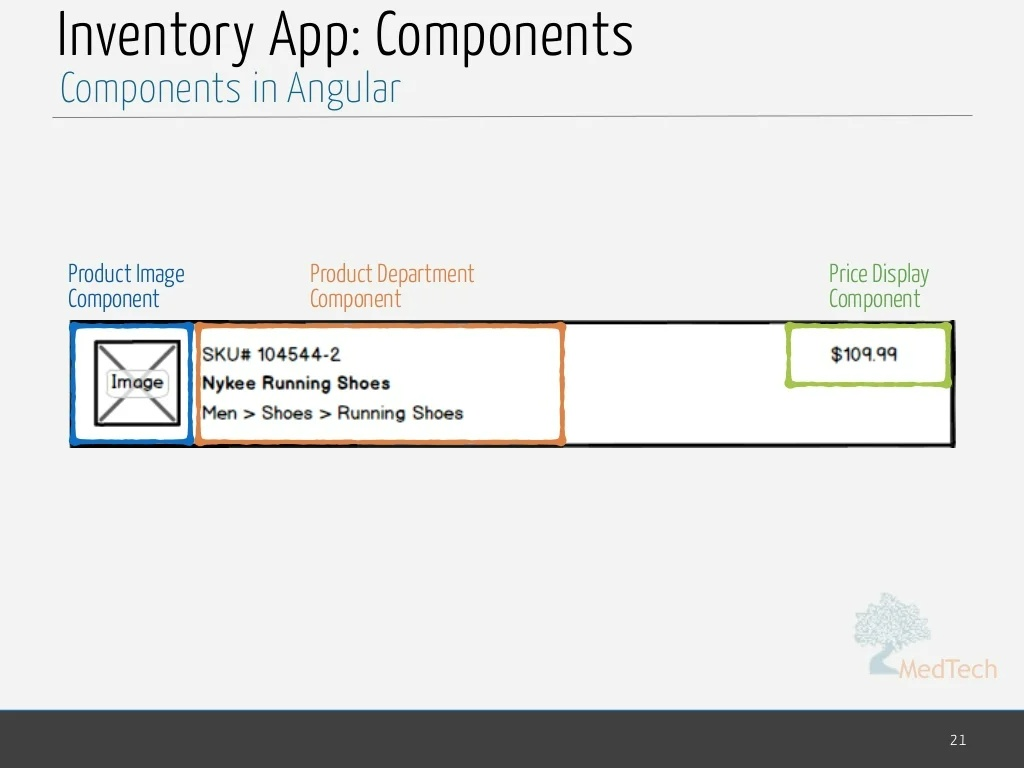 Inventory App: Components
Components in Angular
Product Image
Component
Product Department
Component
Price Display
Component
Image
SKU# 104544-2
Nykee Running Shoes
Men > Shoes > Running Shoes
$109.99
MedTech
21